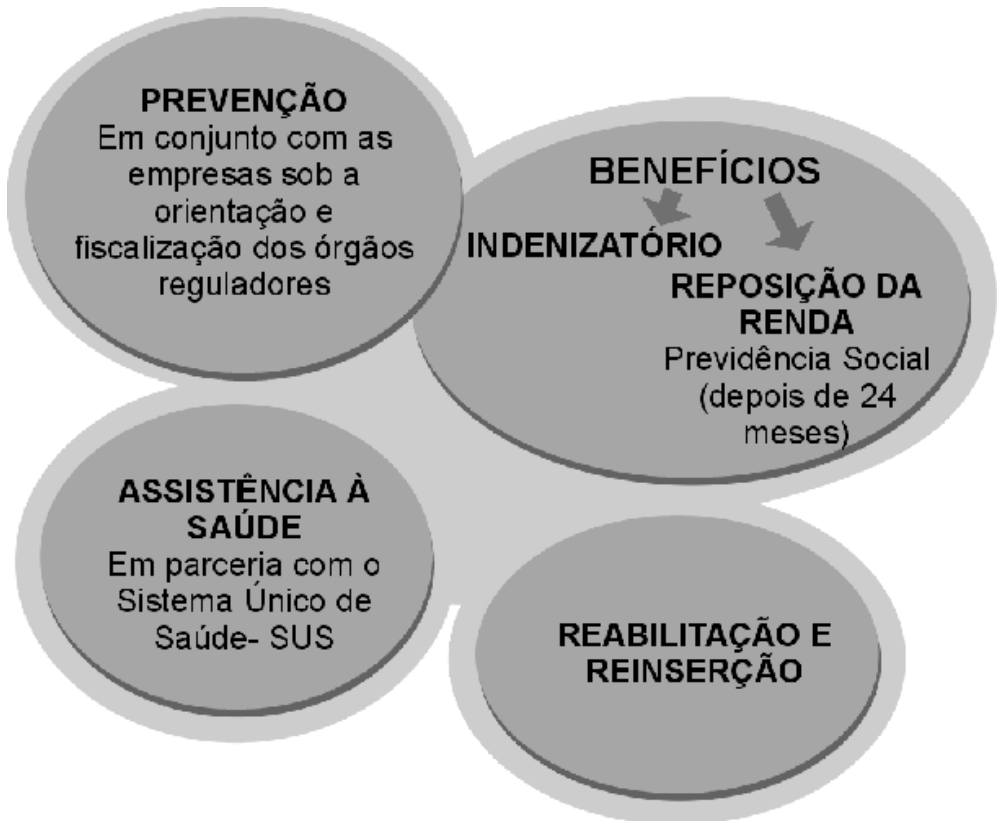 PREVENÇÃO
Em conjunto com as
empresas sob a
orientação e
fiscalização dos órgãos
reguladores
BENEFÍCIOS
INDENIZATÓRIO
REPOSIÇÃO DA
RENDA
Previdência Social
(depois de 24
meses)
ASSISTÊNCIA À
SAÚDE
Em parceria com o
Sistema Único de
Saúde- SUS
REABILITAÇÃO E
REINSERÇÃO